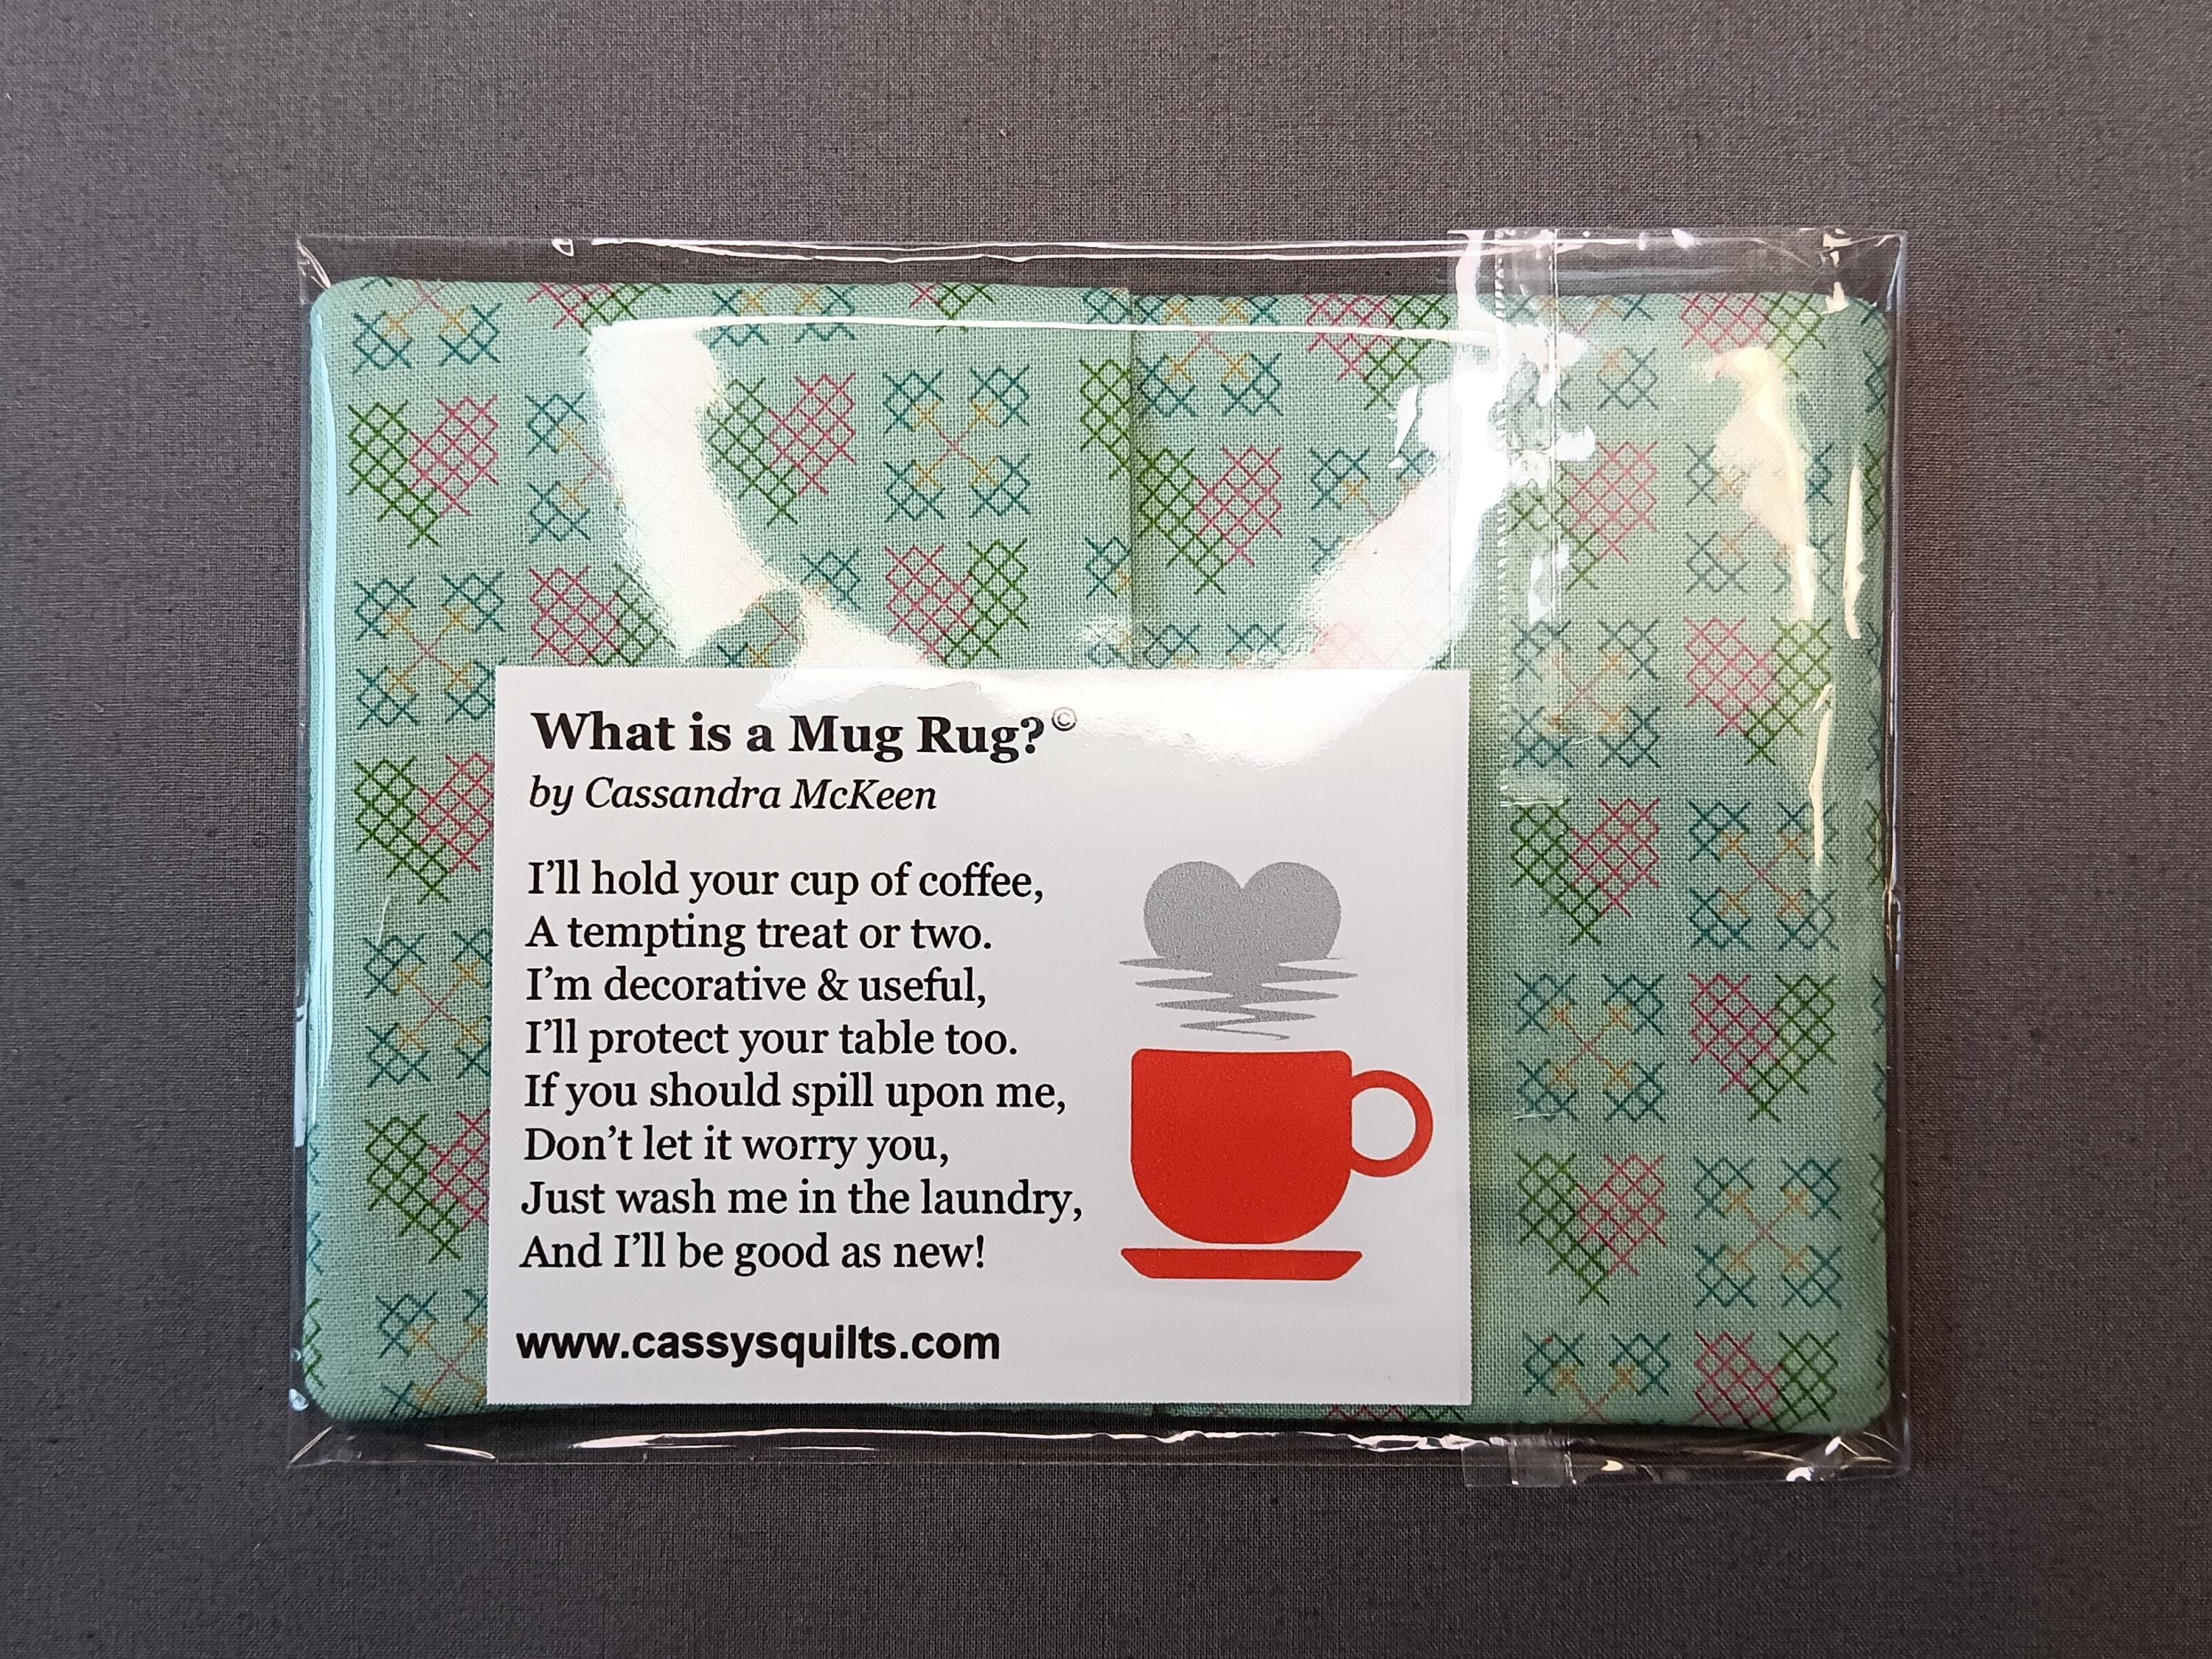 What is a Mug Rug?©
by Cassandra McKeen
I’ll hold your cup of coffee,
A tempting treat or two.
I’m decorative & useful,
I’ll protect your table too.
If you should spill upon me,
Don’t let it worry you,
Just wash me in the laundry,
And I’ll be good as new!
www.cassysquilts.com